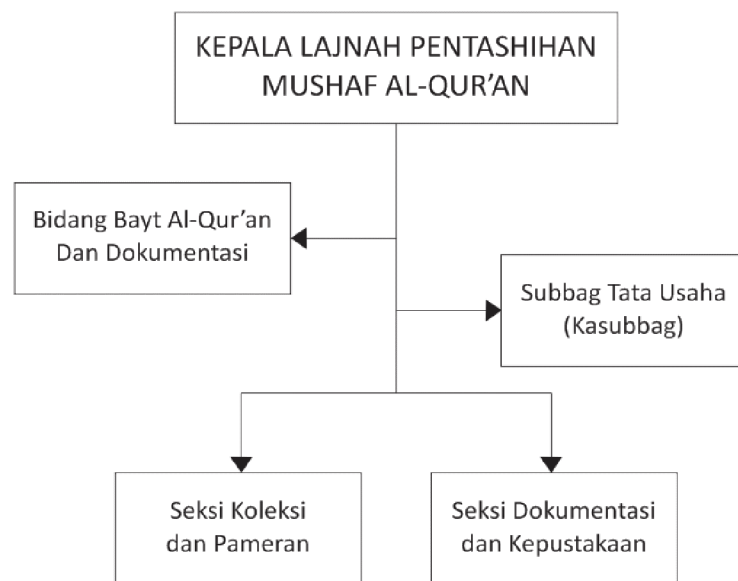 KEPALA LAJNAH PENTASHIHAN
MUSHAF AL-QUR’AN
Bidang Bayt Al-Qur’an
Dan Dokumentasi
Subbag Tata Usaha
(Kasubbag)
Seksi Koleksi
dan Pameran
Seksi Dokumentasi
dan Kepustakaan